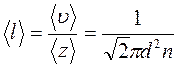 ⟨l⟩ = ⟨υ⟩/⟨z⟩ = 1/(√2πd²n)